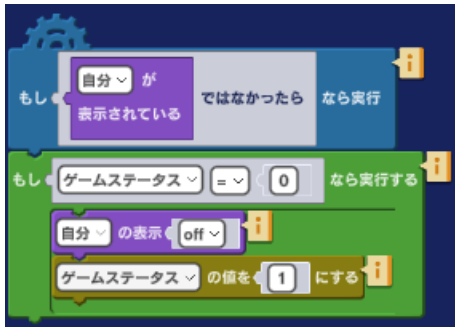 自分 が
もし 表示されている ではなかったら なら実行
もし ゲームステータス = 0 なら実行する
自分 の表示 off
ゲームステータス の値を 1 にする